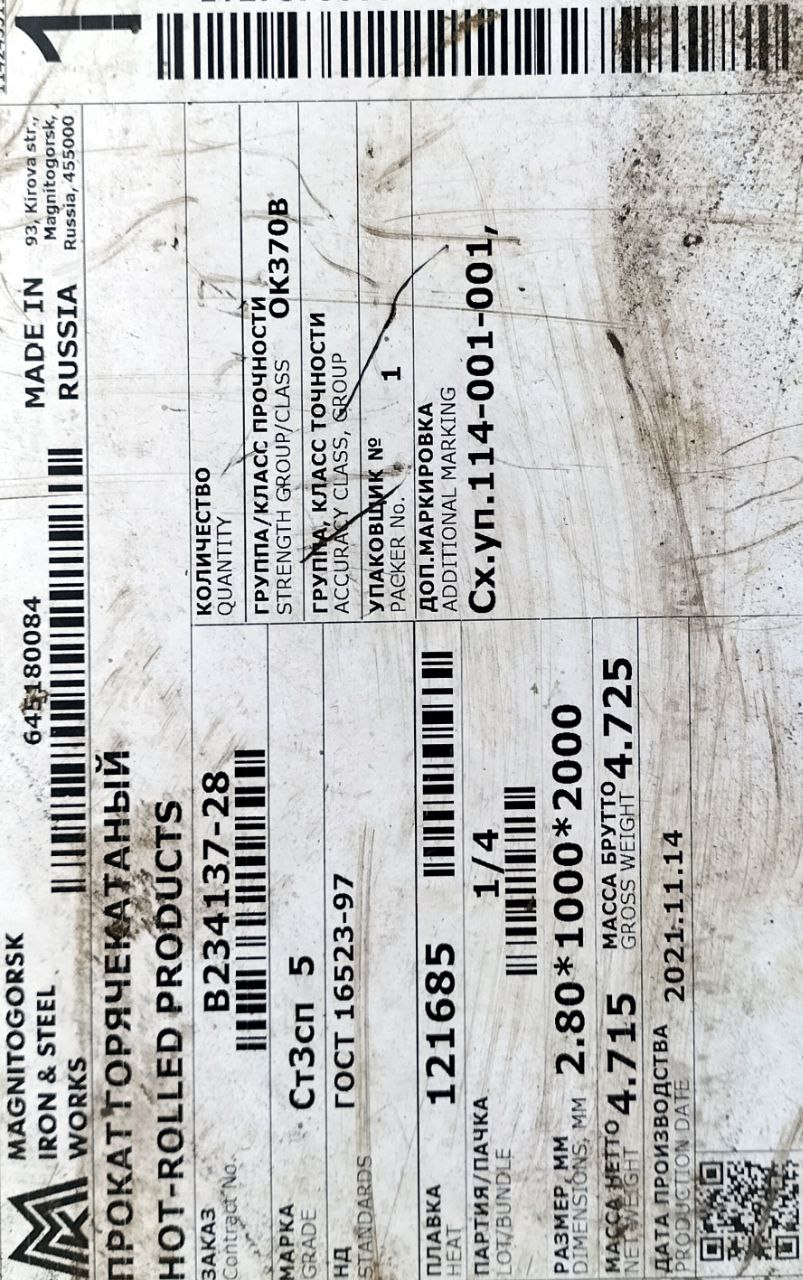 MAGNITOGORSK
IRON & STEEL
WORKS
645180084
MADE IN
RUSSIA
93, Kirova str.,
Magnitogorsk,
Russia, 455000
1
ПРОКАТ ГОРЯЧЕКАТАНЫЙ
HOT-ROLLED PRODUCTS
ЗАКАЗ
Contract No.
B234137-28
МАРКА
GRADE
Ст3сп 5
НД
STANDARDS
ГОСТ 16523-97
ПЛАВКА
HEAT
121685
ПАРТИЯ/ПАЧКА
LOT/BUNDLE
1/4
РАЗМЕР, ММ
DIMENSIONS, MM
2.80*1000*2000
МАССА НЕТТО
NET WEIGHT
4.715
МАССА БРУТТО
GROSS WEIGHT
4.725
ДАТА ПРОИЗВОДСТВА
PRODUCTION DATE
2021.11.14
КОЛИЧЕСТВО
QUANTITY
ГРУППА/КЛАСС ПРОЧНОСТИ
STRENGTH GROUP/CLASS
ОК370В
ГРУППА, КЛАСС ТОЧНОСТИ
ACCURACY CLASS, GROUP
УПАКОВЩИК №
PACKER No.
1
ДОП.МАРКИРОВКА
ADDITIONAL MARKING
Сх.уп.114-001-001,